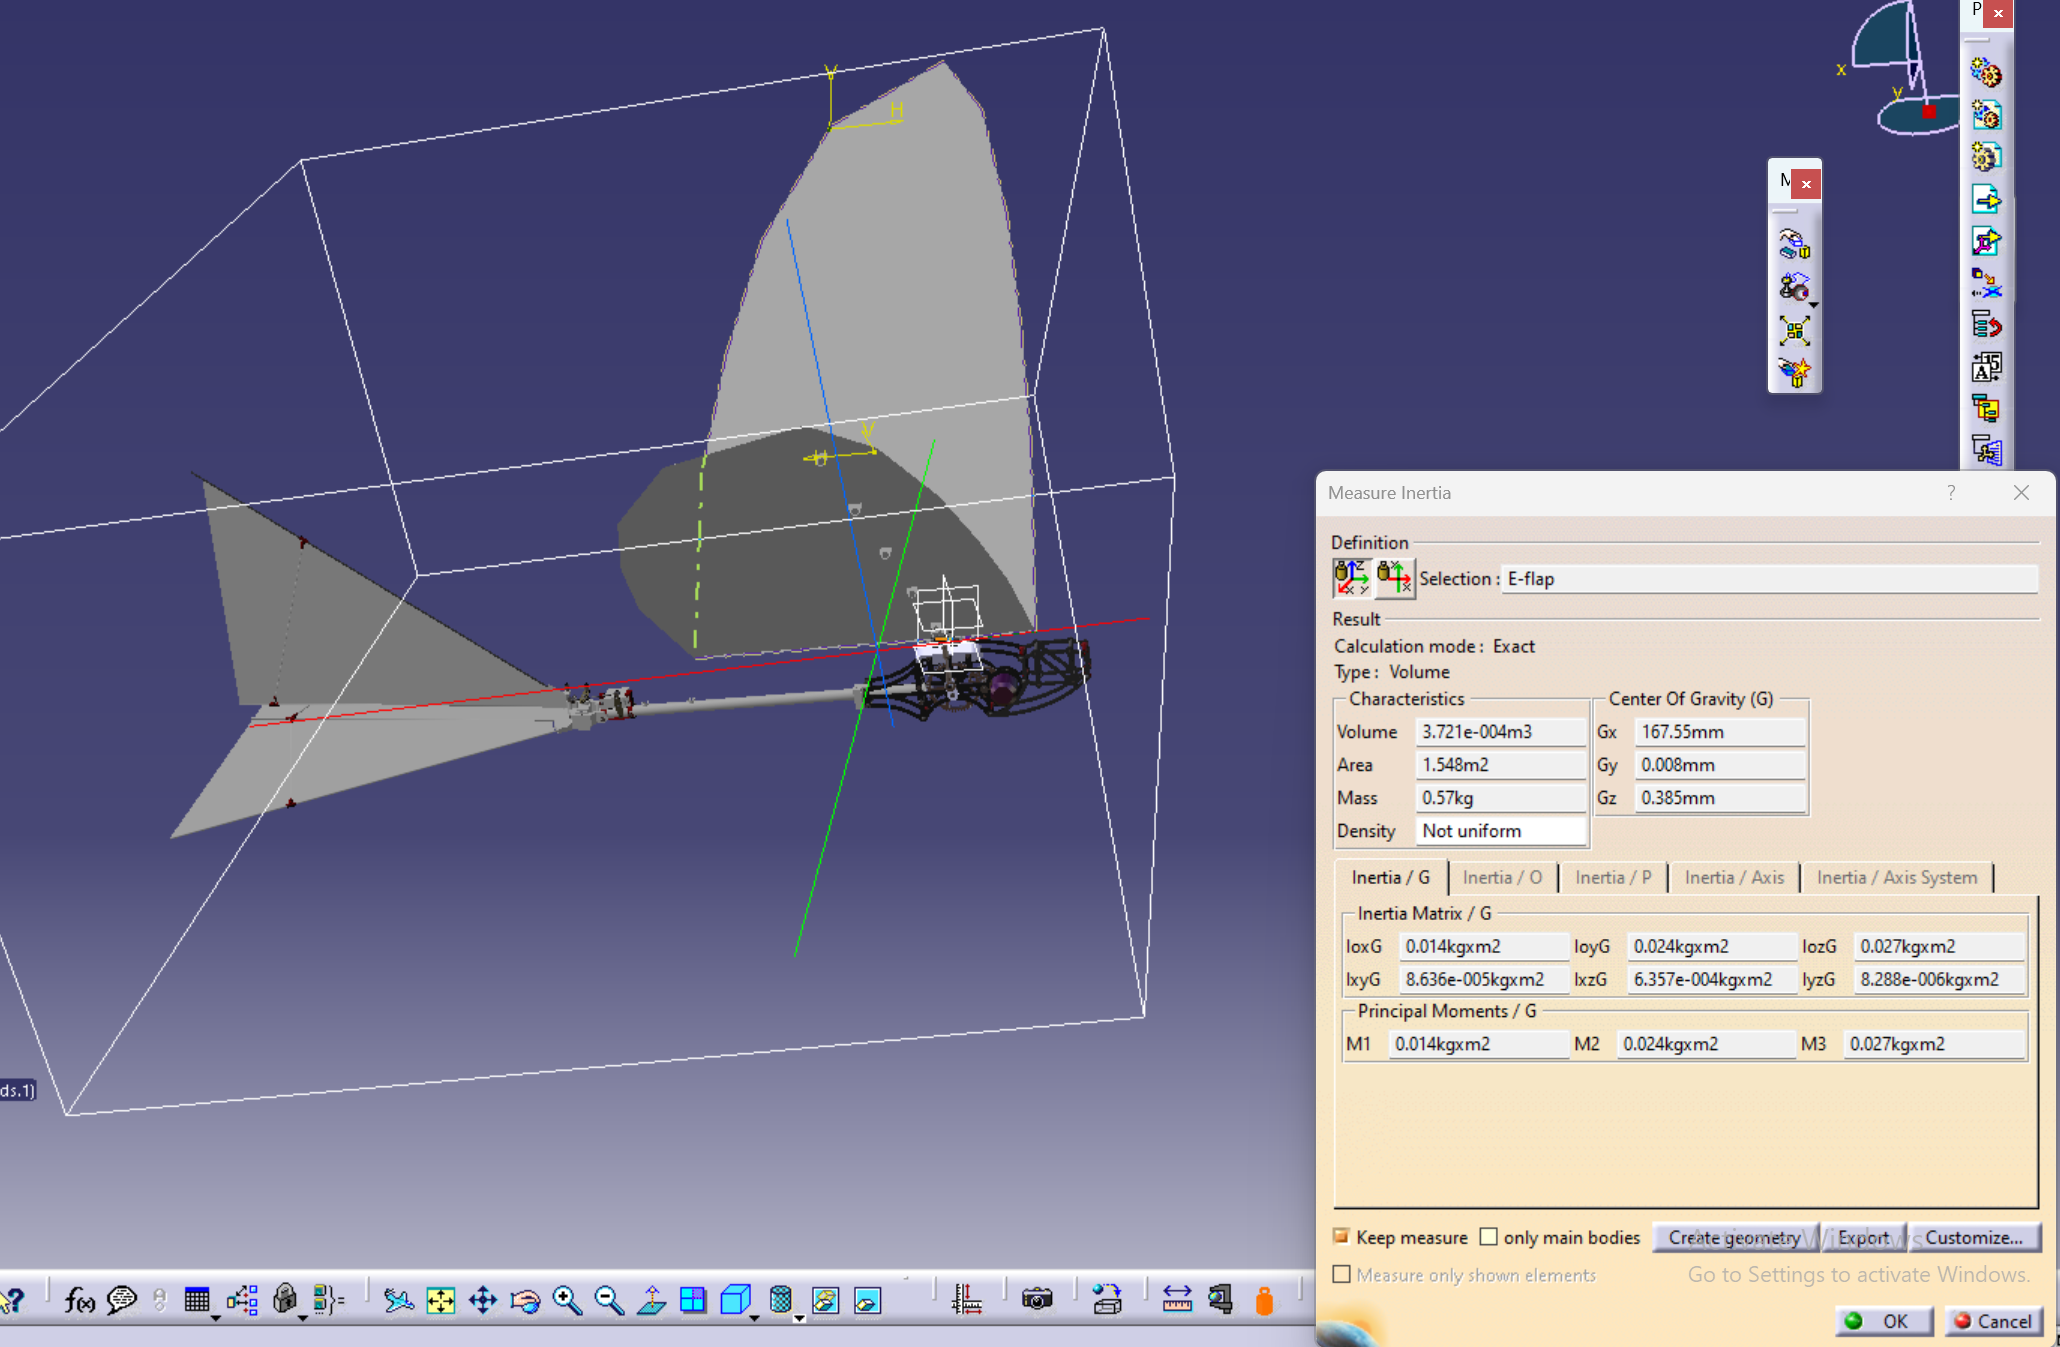 P
x
y
V
H
M
V
H
Measure Inertia
?
Definition
Selection : E-flap
Result
Calculation mode : Exact
Type : Volume
Characteristics
Center Of Gravity (G)
Volume 3.721e-004m3
Gx 167.55mm
Area 1.548m2
Gy 0.008mm
Mass 0.57kg
Gz 0.385mm
Density Not uniform
Inertia / G Inertia / O Inertia / P Inertia / Axis Inertia / Axis System
Inertia Matrix / G
IoxG 0.014kgxm2 IoyG 0.024kgxm2 IozG 0.027kgxm2
IxyG 8.636e-005kgxm2 IxzG 6.357e-004kgxm2 IyzG 8.288e-006kgxm2
Principal Moments / G
M1 0.014kgxm2 M2 0.024kgxm2 M3 0.027kgxm2
ds.1)
Keep measure only main bodies Create geometry Export Customize...
Activate Windows
Measure only shown elements
Go to Settings to activate Windows.
OK Cancel
f(x)